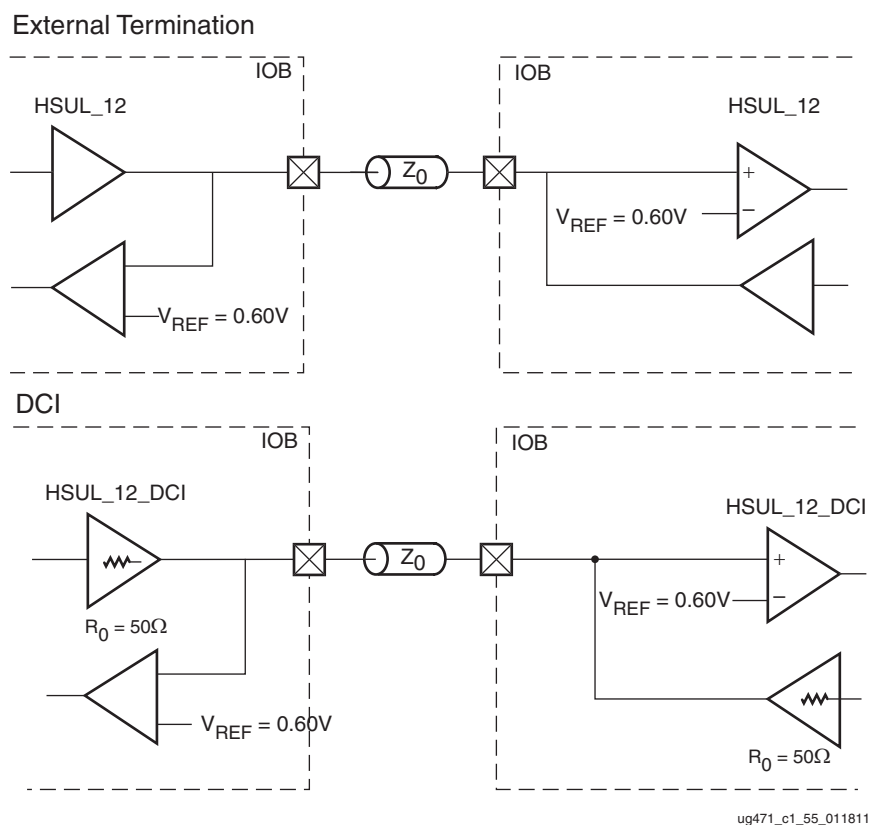 External Termination
IOB
IOB
HSUL_12
HSUL_12
Z0
+
–
VREF = 0.60V
VREF = 0.60V
DCI
IOB
IOB
HSUL_12_DCI
HSUL_12_DCI
Z0
+
–
VREF = 0.60V
R0 = 50Ω
VREF = 0.60V
R0 = 50Ω
ug471_c1_55_011811